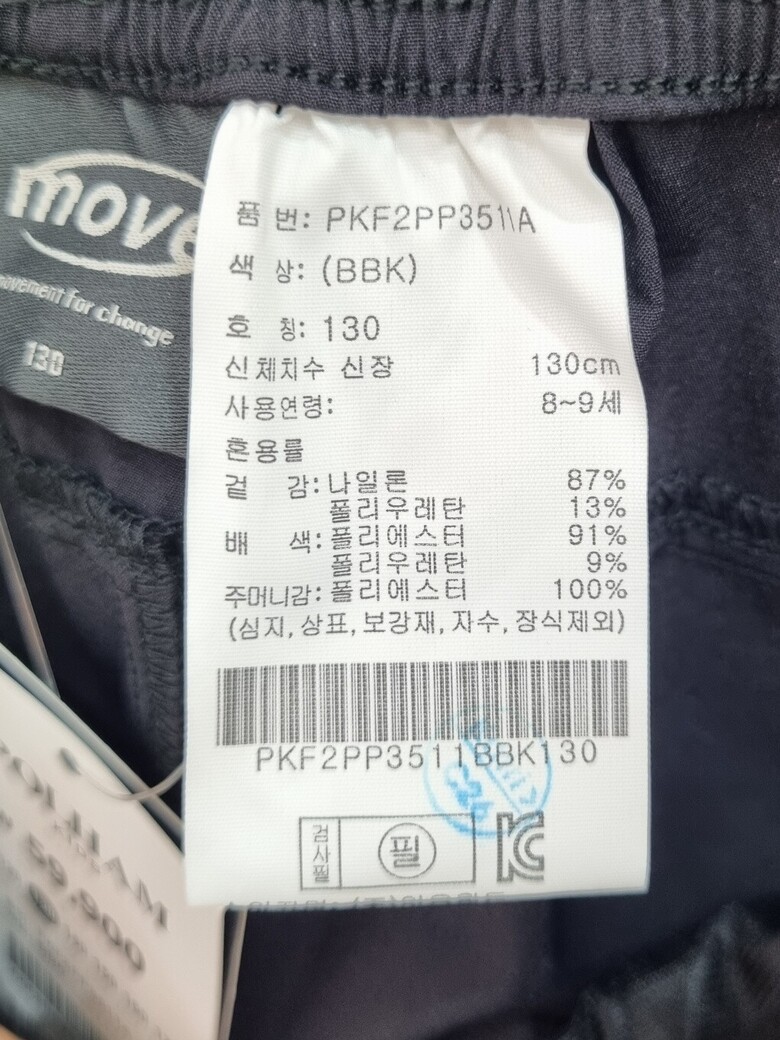 move
movement for change
130
품 번: PKF2PP3511A
색 상: (BBK)
호 칭: 130
신체치수 신장 130cm
사용연령: 8~9세
혼용률
겉 감: 나일론 87%
폴리우레탄 13%
배 색: 폴리에스터 91%
폴리우레탄 9%
주머니감: 폴리에스터 100%
(심지, 상표, 보강재, 자수, 장식제외)
PKF2PP3511BBK130
검사필
필
KC
POLHAM
59,900